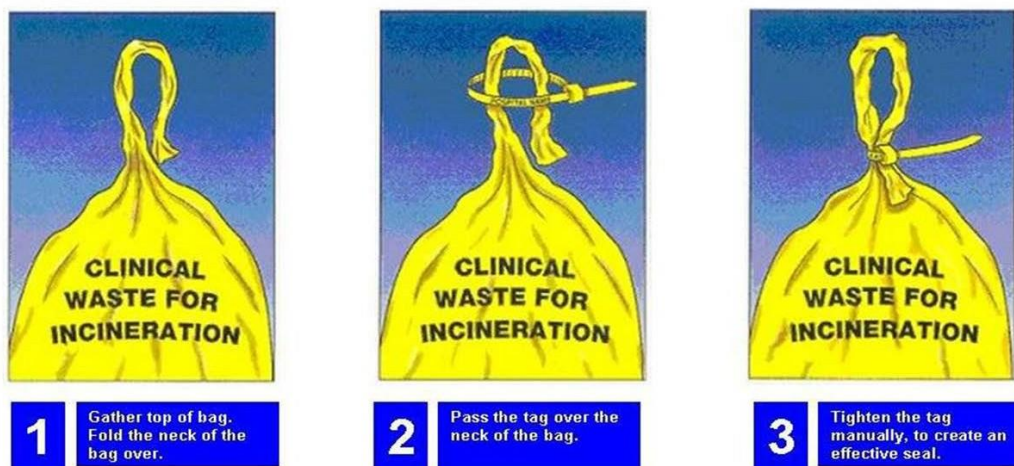 CLINICAL
WASTE FOR
INCINERATION
HOSPITAL NAME
CLINICAL
WASTE FOR
INCINERATION
CLINICAL
WASTE FOR
INCINERATION
1
Gather top of bag.
Fold the neck of the
bag over.
2
Pass the tag over the
neck of the bag.
3
Tighten the tag
manually, to create an
effective seal.